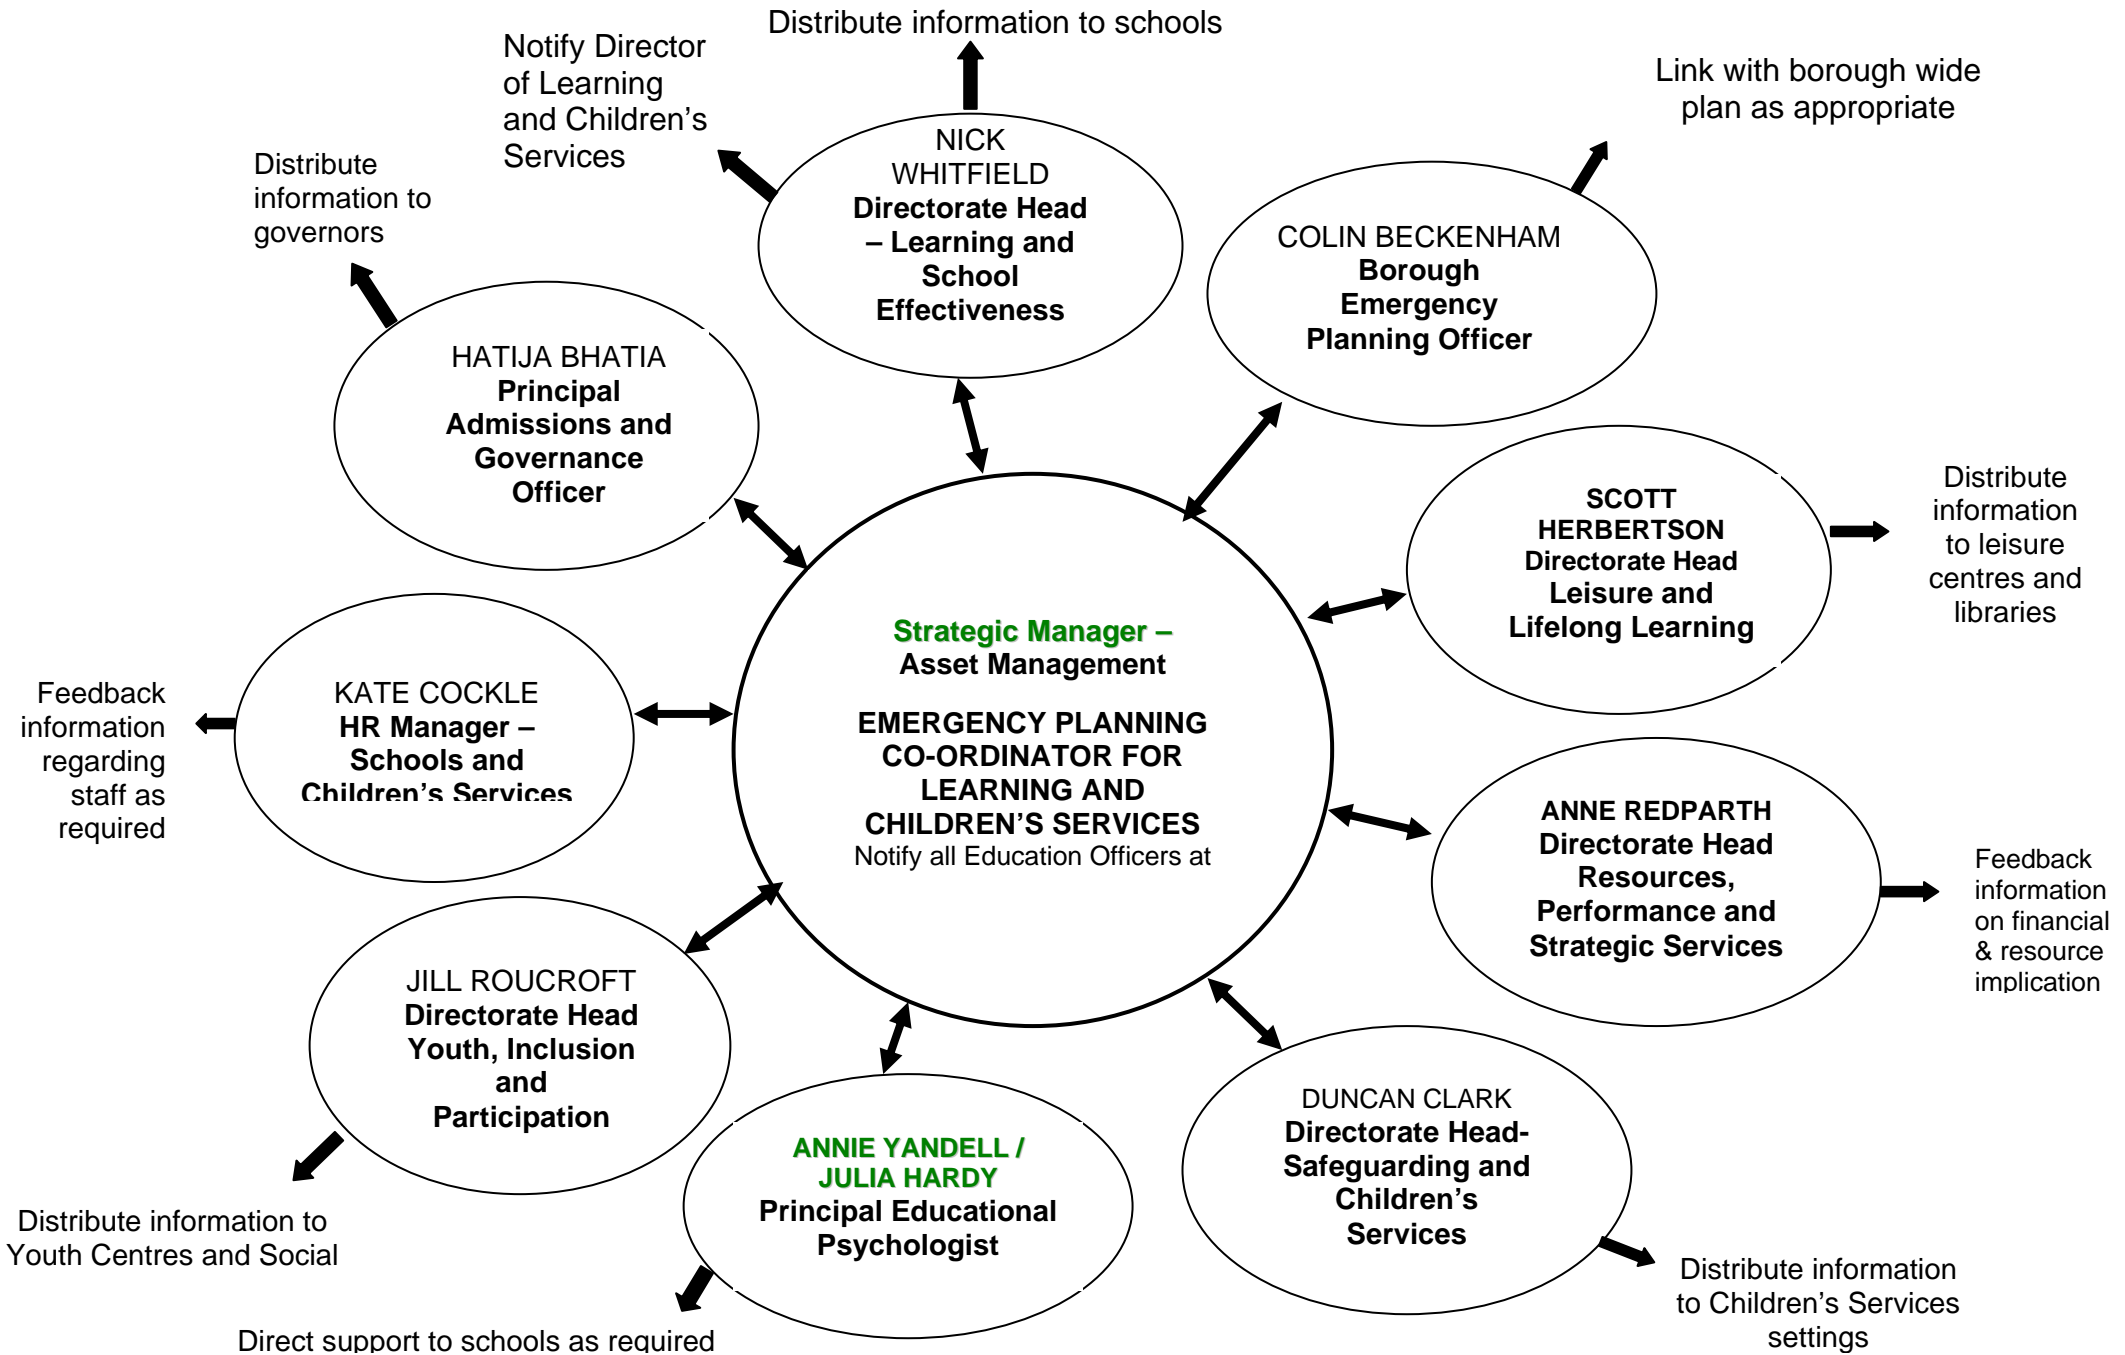 Distribute information to schools
Notify Director
of Learning
and Children's
Services
Link with borough wide
plan as appropriate
Distribute
information to
governors
NICK
WHITFIELD
Directorate Head
– Learning and
School
Effectiveness
COLIN BECKENHAM
Borough
Emergency
Planning Officer
HATIJA BHATIA
Principal
Admissions and
Governance
Officer
SCOTT
HERBERTSON
Directorate Head
Leisure and
Lifelong Learning
Distribute
information
to leisure
centres and
libraries
Strategic Manager –
Asset Management
EMERGENCY PLANNING
CO-ORDINATOR FOR
LEARNING AND
CHILDREN'S SERVICES
Notify all Education Officers at
Feedback
information
regarding
staff as
required
KATE COCKLE
HR Manager –
Schools and
Children's Services
ANNE REDPARTH
Directorate Head
Resources,
Performance and
Strategic Services
Feedback
information
on financial
& resource
implication
JILL ROUCROFT
Directorate Head
Youth, Inclusion
and
Participation
DUNCAN CLARK
Directorate Head-
Safeguarding and
Children's
Services
ANNIE YANDELL /
JULIA HARDY
Principal Educational
Psychologist
Distribute information to
Youth Centres and Social
Distribute information
to Children's Services
settings
Direct support to schools as required